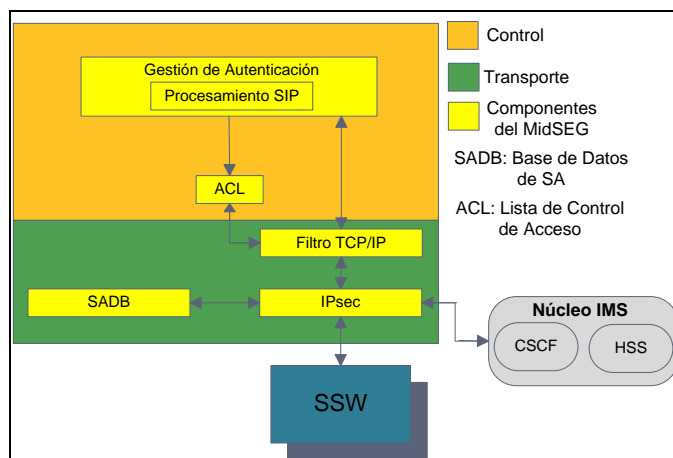 Gestión de Autenticación
Procesamiento SIP
ACL
Filtro TCP/IP
SADB
IPsec
SSW
Control
Transporte
Componentes
del MidSEG
SADB: Base de Datos
de SA
ACL: Lista de Control
de Acceso
Núcleo IMS
CSCF
HSS